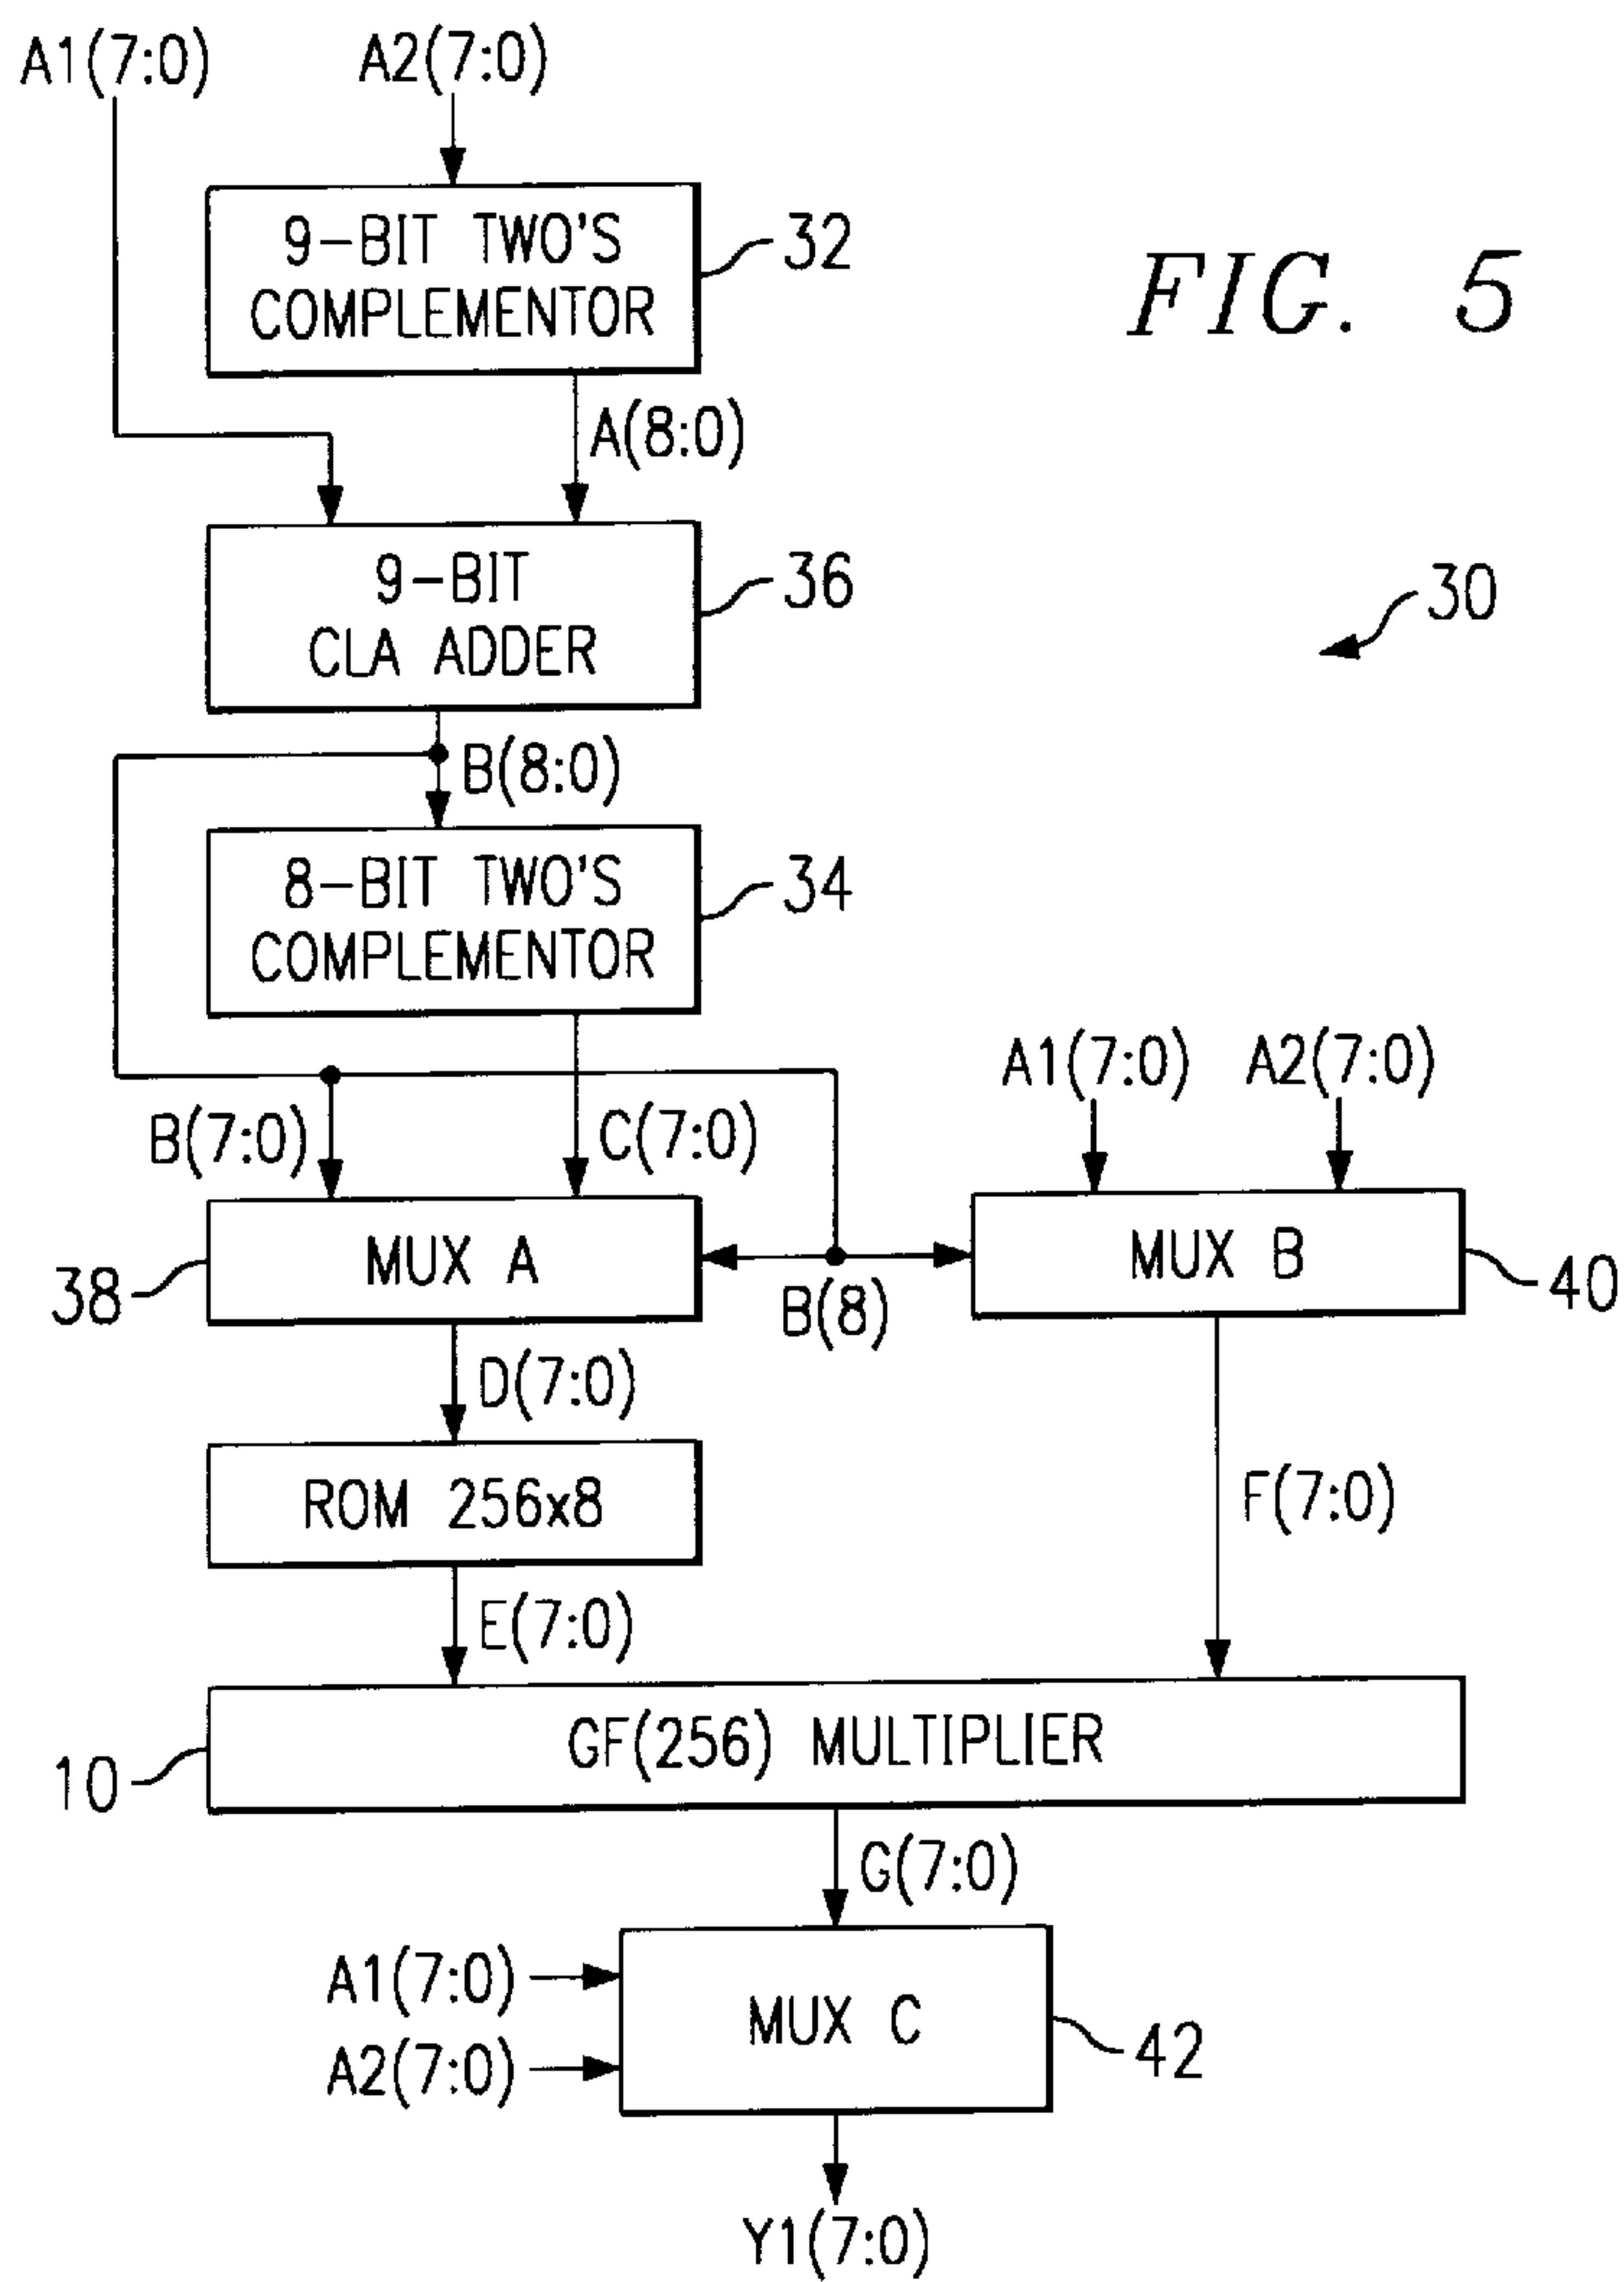 A1(7:0)
A2(7:0)
9-BIT TWO'S
COMPLEMENTOR
32
FIG. 5
A(8:0)
9-BIT
CLA ADDER
36
30
B(8:0)
8-BIT TWO'S
COMPLEMENTOR
34
A1(7:0)
A2(7:0)
B(7:0)
C(7:0)
MUX A
38
B(8)
MUX B
40
D(7:0)
ROM 256x8
F(7:0)
E(7:0)
GF(256) MULTIPLIER
10
G(7:0)
A1(7:0)
A2(7:0)
MUX C
42
Y1(7:0)